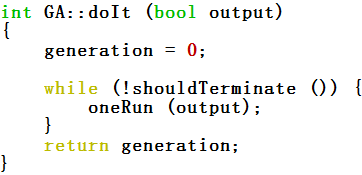 int GA::doIt (bool output)
{
    generation = 0;

    while (!shouldTerminate ()) {
        oneRun (output);
    }
    return generation;
}